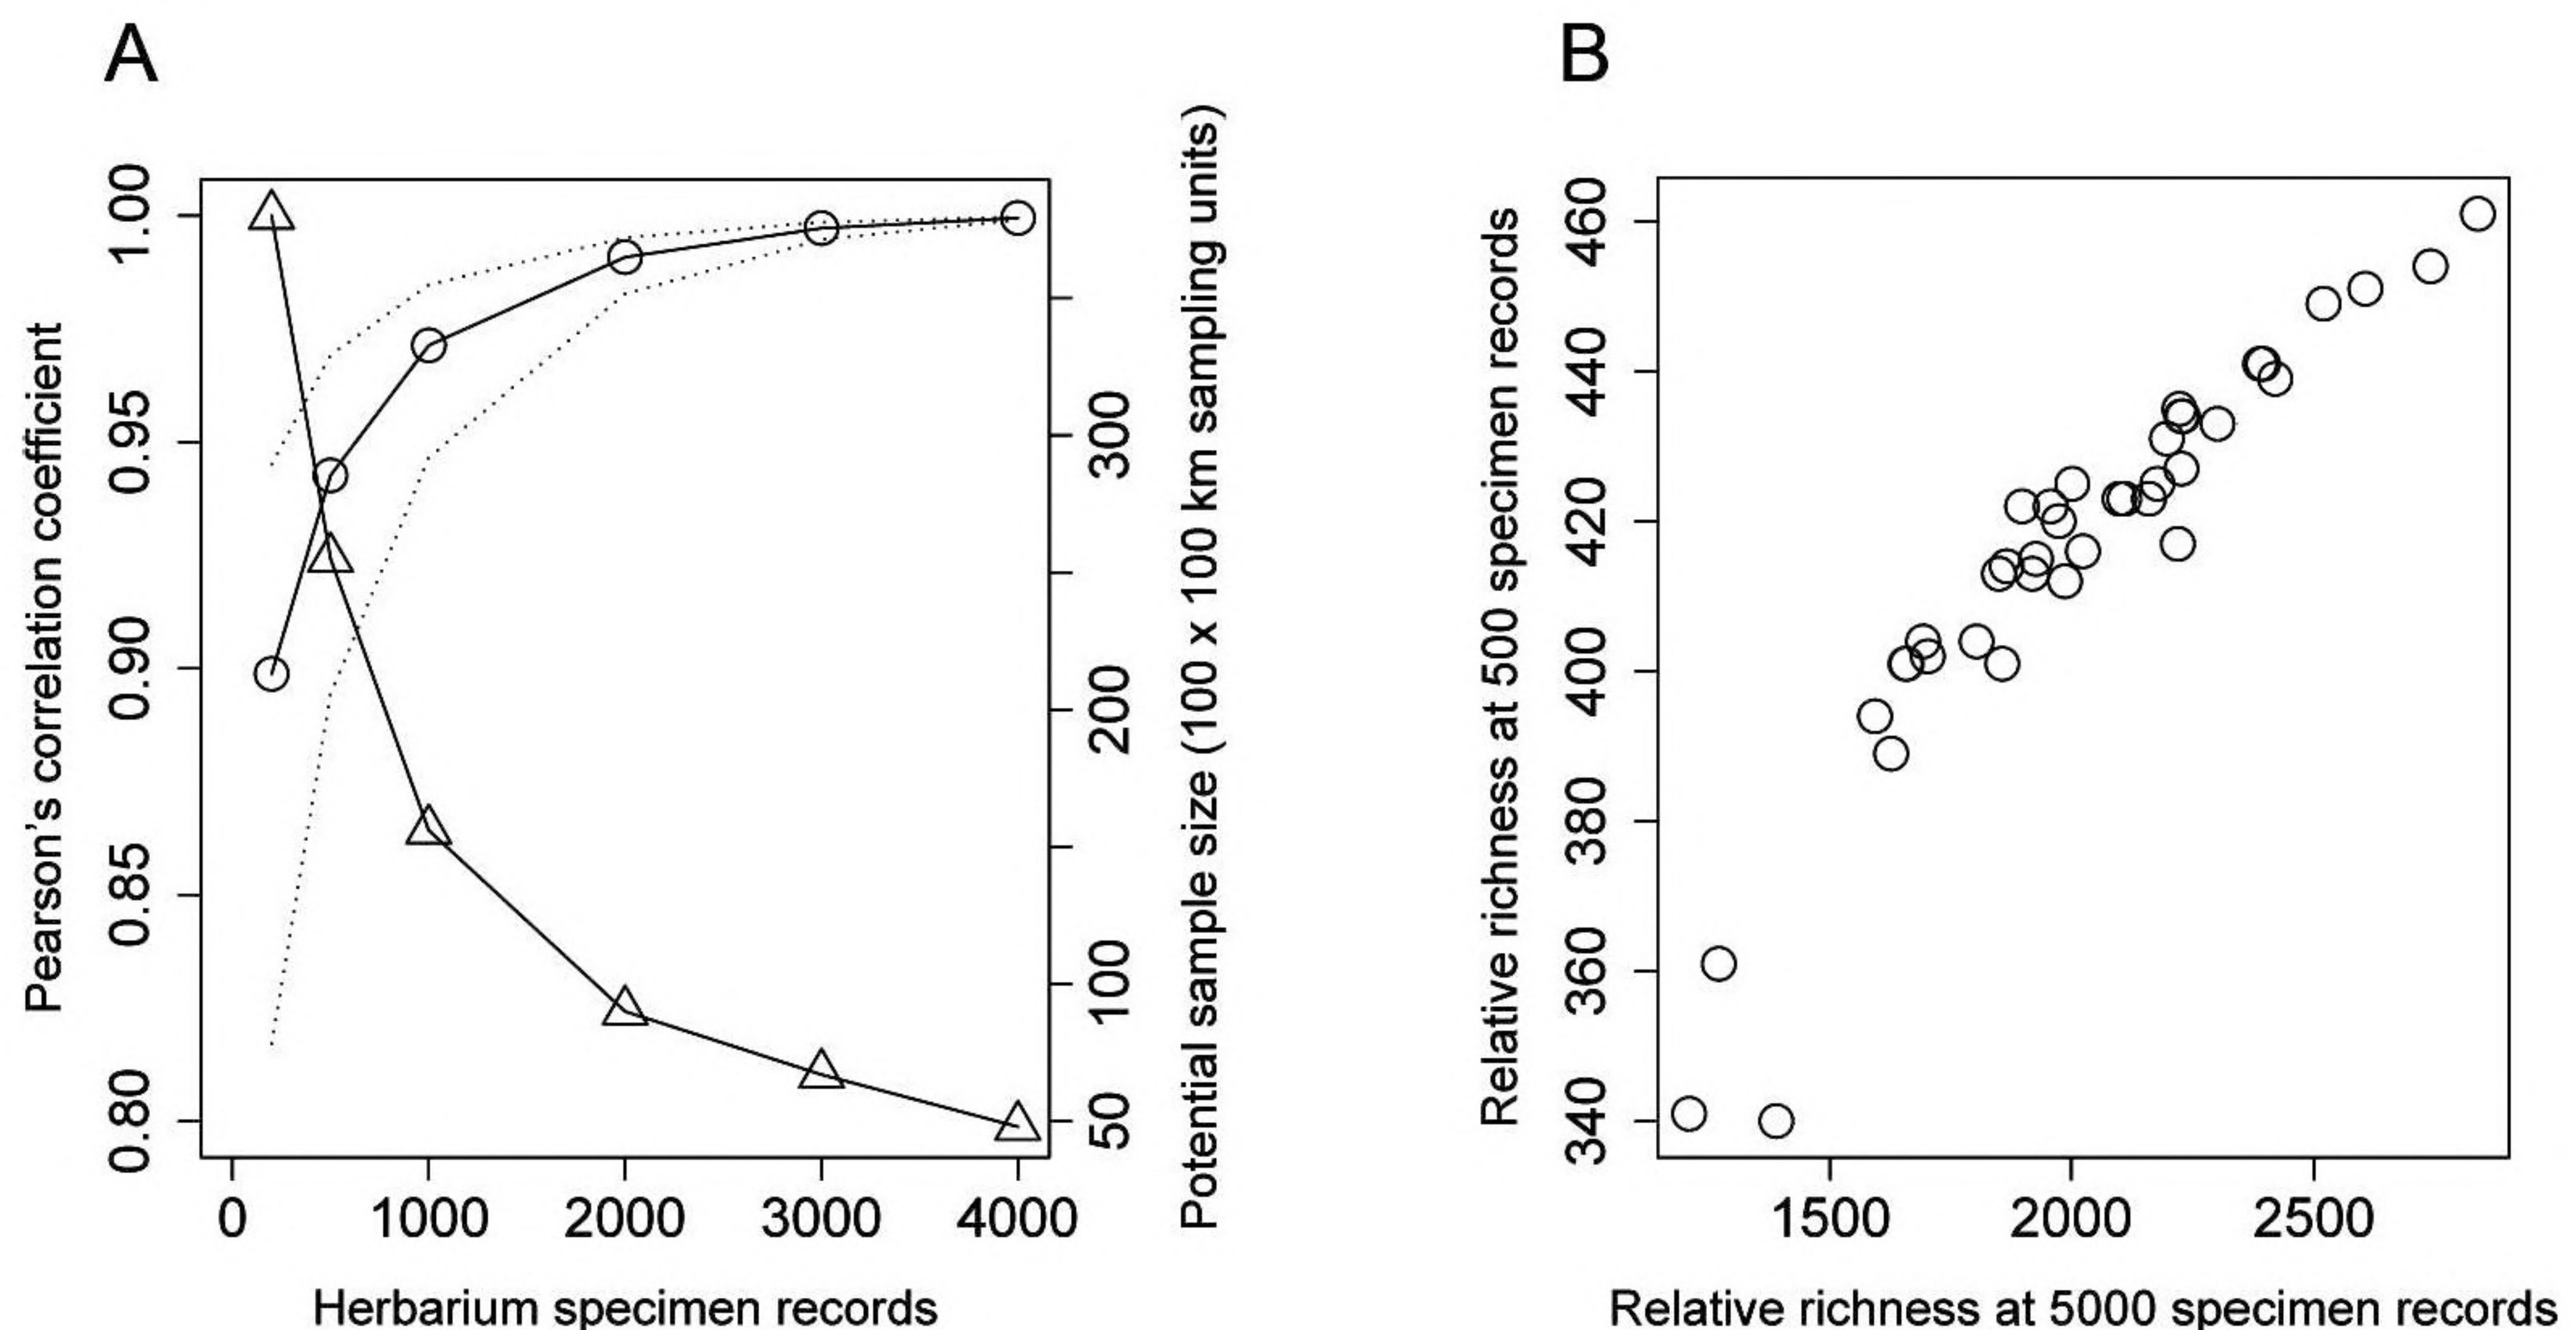 A
Pearson's correlation coefficient
1.00
0.95
0.90
0.85
0.80
300
200
100
50
Potential sample size (100 x 100 km sampling units)
0 1000 2000 3000 4000
Herbarium specimen records
B
Relative richness at 500 specimen records
460
440
420
400
380
360
340
1500 2000 2500
Relative richness at 5000 specimen records